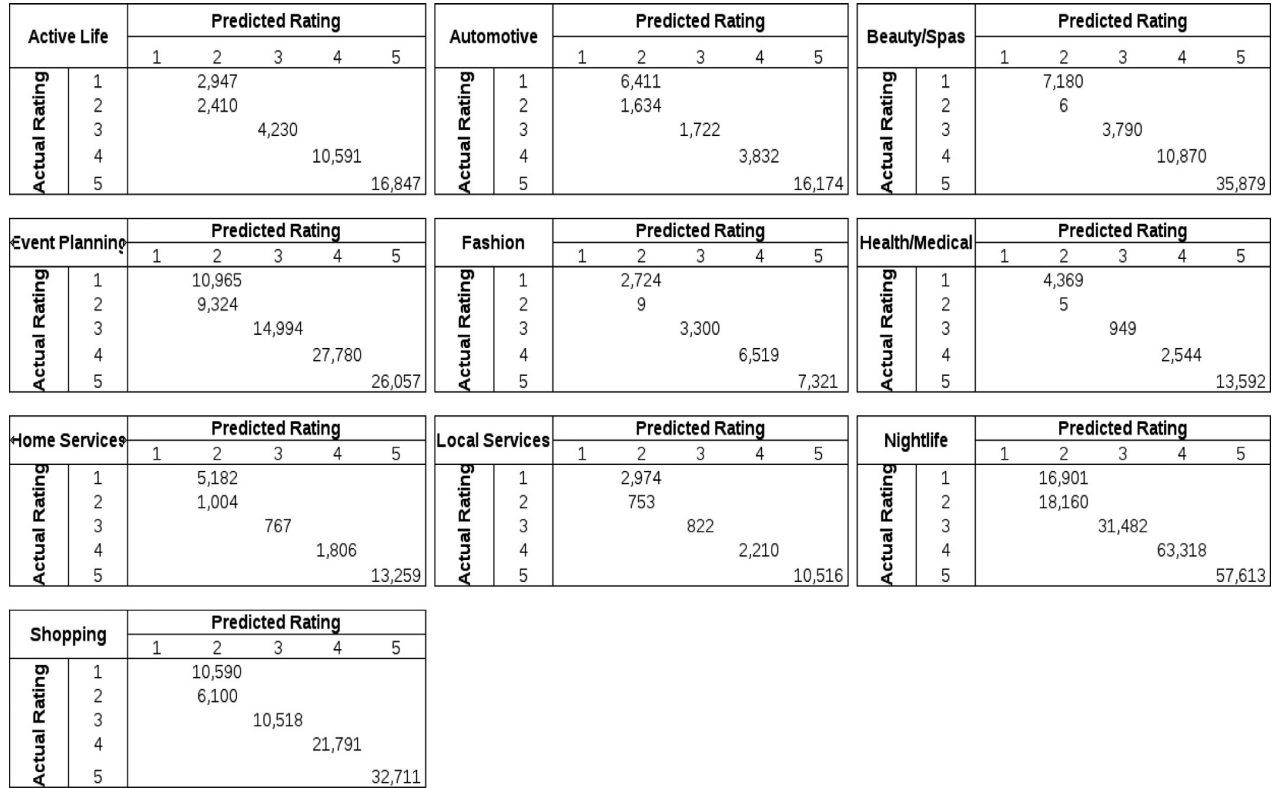 Active Life Predicted Rating
1 2 3 4 5
Actual Rating
1 2,947
2 2,410
3 4,230
4 10,591
5 16,847
Automotive Predicted Rating
1 2 3 4 5
Actual Rating
1 6,411
2 1,634
3 1,722
4 3,832
5 16,174
Beauty/Spas Predicted Rating
1 2 3 4 5
Actual Rating
1 7,180
2 6
3 3,790
4 10,870
5 35,879
Event Planning Predicted Rating
1 2 3 4 5
Actual Rating
1 10,965
2 9,324
3 14,994
4 27,780
5 26,057
Fashion Predicted Rating
1 2 3 4 5
Actual Rating
1 2,724
2 9
3 3,300
4 6,519
5 7,321
Health/Medical Predicted Rating
1 2 3 4 5
Actual Rating
1 4,369
2 5
3 949
4 2,544
5 13,592
Home Services Predicted Rating
1 2 3 4 5
Actual Rating
1 5,182
2 1,004
3 767
4 1,806
5 13,259
Local Services Predicted Rating
1 2 3 4 5
Actual Rating
1 2,974
2 753
3 822
4 2,210
5 10,516
Nightlife Predicted Rating
1 2 3 4 5
Actual Rating
1 16,901
2 18,160
3 31,482
4 63,318
5 57,613
Shopping Predicted Rating
1 2 3 4 5
Actual Rating
1 10,590
2 6,100
3 10,518
4 21,791
5 32,711